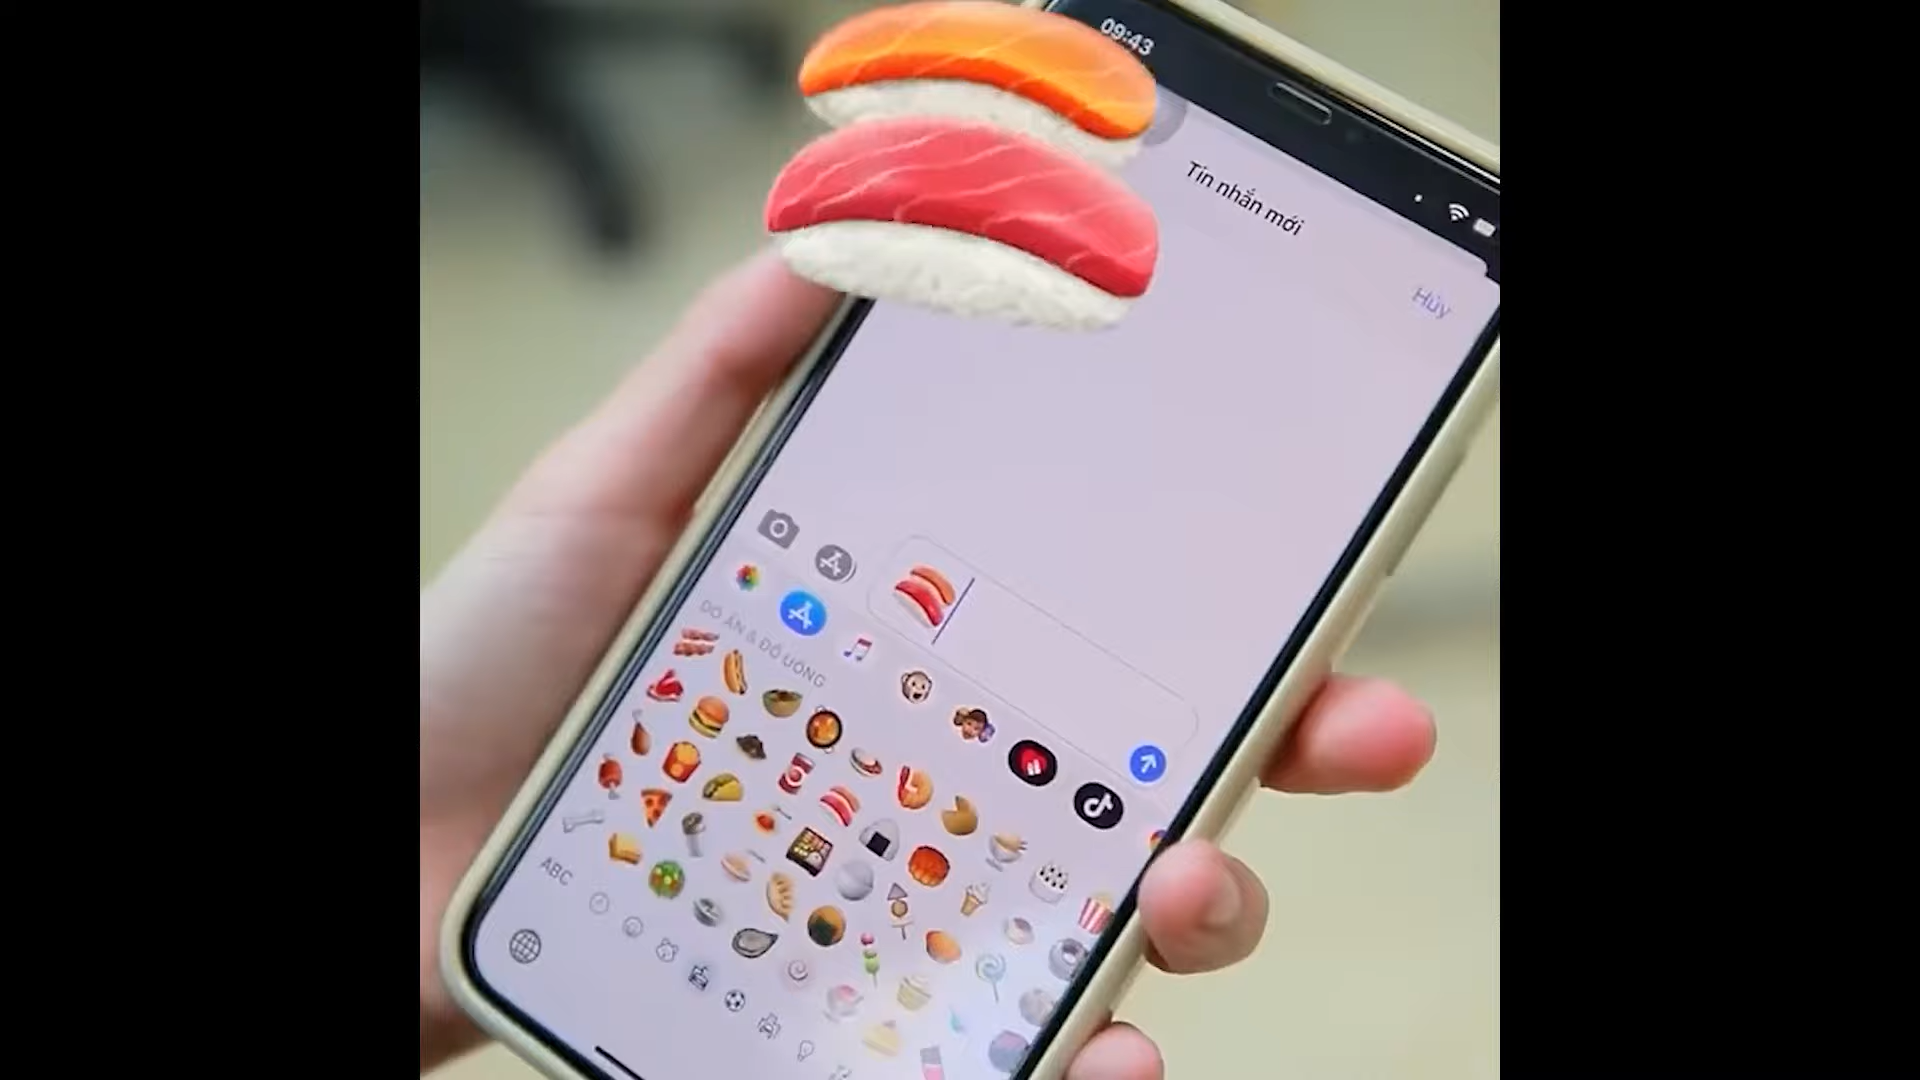 09:43
Tin nhắn mới
Hủy
ĐỒ ĂN & ĐỒ UỐNG
ABC